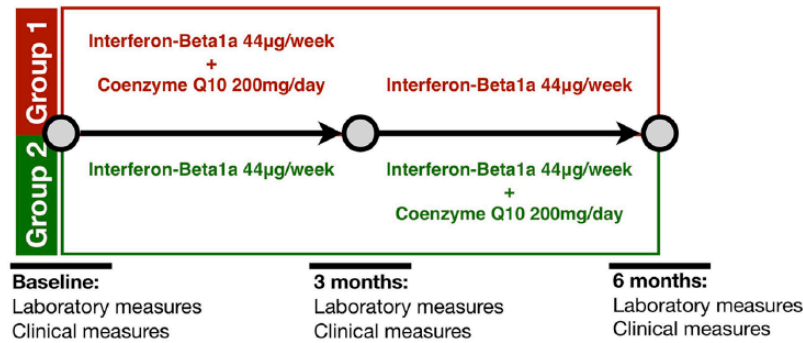 Group 1
Interferon-Beta1a 44µg/week
+
Coenzyme Q10 200mg/day
Interferon-Beta1a 44µg/week
Group 2
Interferon-Beta1a 44µg/week
Interferon-Beta1a 44µg/week
+
Coenzyme Q10 200mg/day
Baseline:
Laboratory measures
Clinical measures
3 months:
Laboratory measures
Clinical measures
6 months:
Laboratory measures
Clinical measures